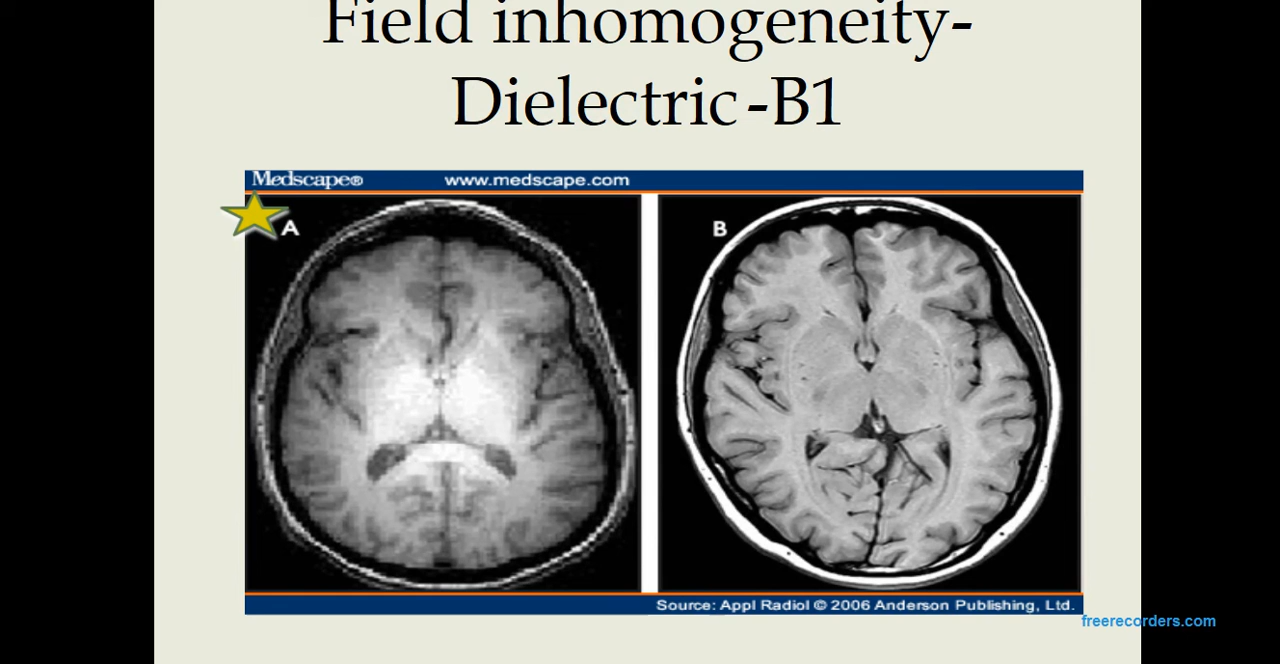 Field inhomogeneity-
Dielectric-B1
Medscape® www.medscape.com
A
B
Source: Appl Radiol © 2006 Anderson Publishing, Ltd.
freerecorders.com